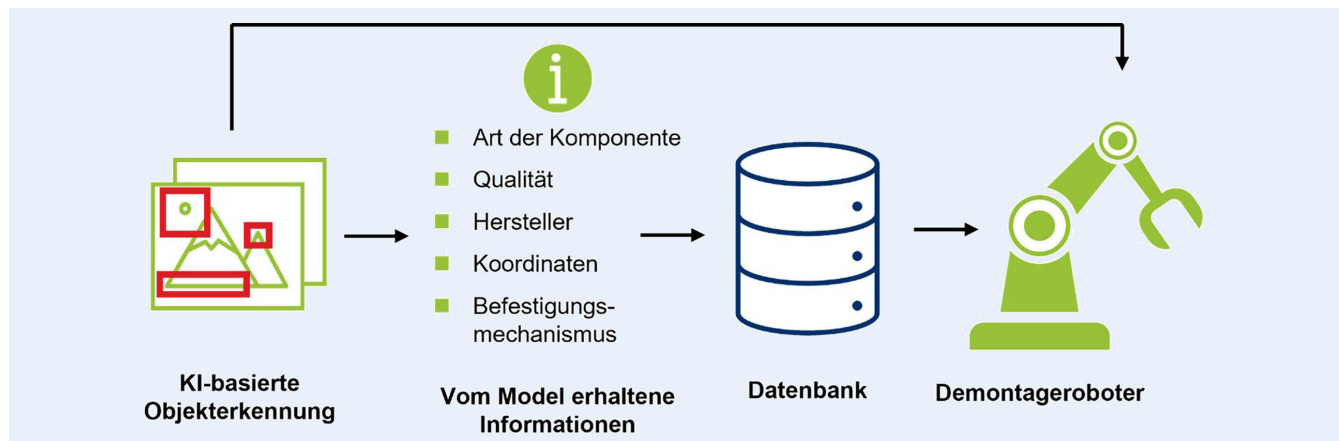 Art der Komponente
Qualität
Hersteller
Koordinaten
Befestigungs-
mechanismus
KI-basierte
Objekterkennung
Vom Model erhaltene
Informationen
Datenbank
Demontageroboter